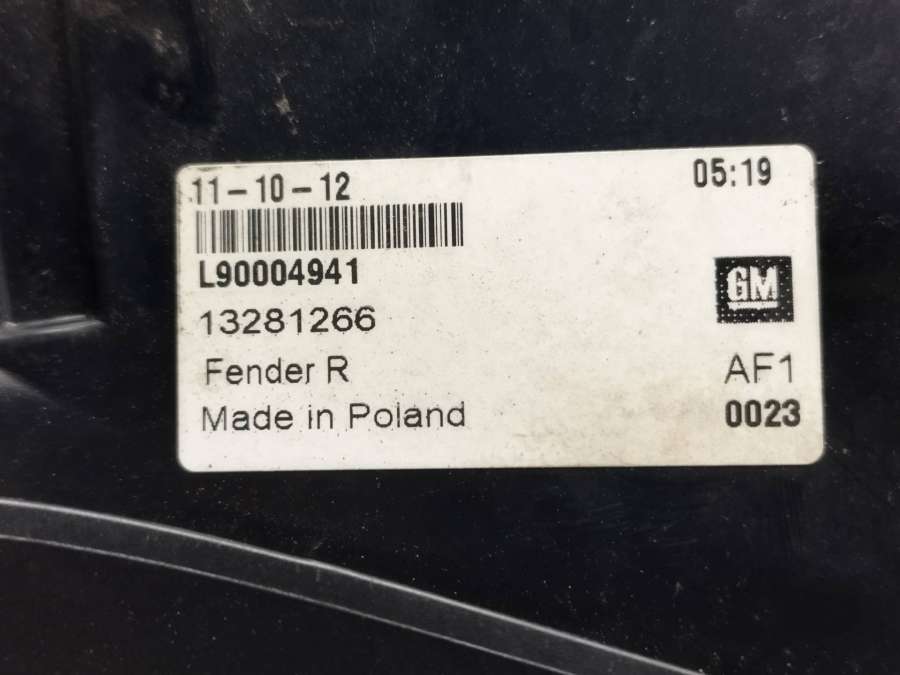 11-10-12 05:19
L90004941
13281266
GM
Fender R AF1
Made in Poland 0023